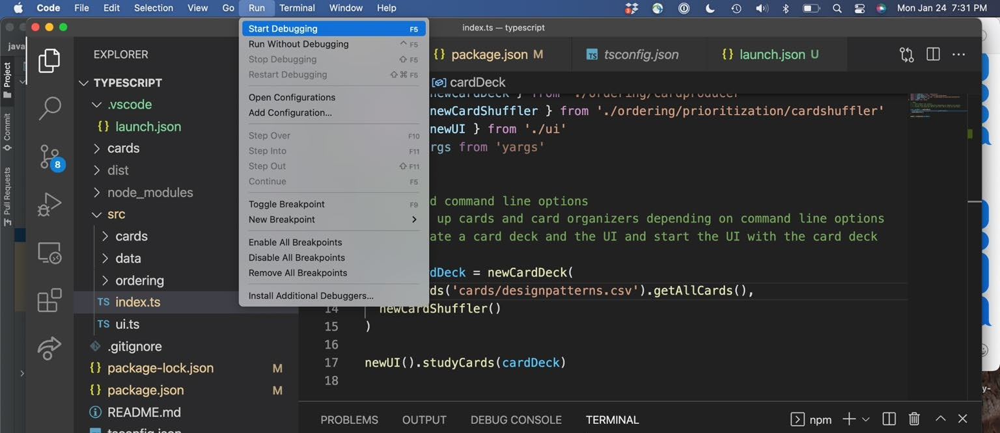 Code File Edit Selection View Go Run Terminal Window Help 3 Mon Jan 24 7:31 PM
index.ts — typescript
java
Project
Commit
Pull Requests
8
EXPLORER
TYPESCRIPT
.vscode
{} launch.json
cards
dist
node_modules
src
cards
data
ordering
TS index.ts
TS ui.ts
.gitignore
{} package-lock.json M
{} package.json M
README.md
tsconfig.json
Start Debugging F5
Run Without Debugging ^ F5
Stop Debugging ⇧ F5
Restart Debugging ⇧ ⌘ F5
Open Configurations
Add Configuration...
Step Over F10
Step Into F11
Step Out ⇧ F11
Continue F5
Toggle Breakpoint F9
New Breakpoint
Enable All Breakpoints
Disable All Breakpoints
Remove All Breakpoints
Install Additional Debuggers...
{} package.json M TS tsconfig.json {} launch.json U
cardDeck
newCardDeck } from './ordering/cardproducer'
newCardShuffler } from './ordering/prioritization/cardshuffler'
newUI } from './ui'
rgs from 'yargs'
d command line options
up cards and card organizers depending on command line options
ate a card deck and the UI and start the UI with the card deck
dDeck = newCardDeck(
ds('cards/designpatterns.csv').getAllCards(),
14 newCardShuffler()
15 )
16
17 newUI().studyCards(cardDeck)
18
PROBLEMS OUTPUT DEBUG CONSOLE TERMINAL npm
y-